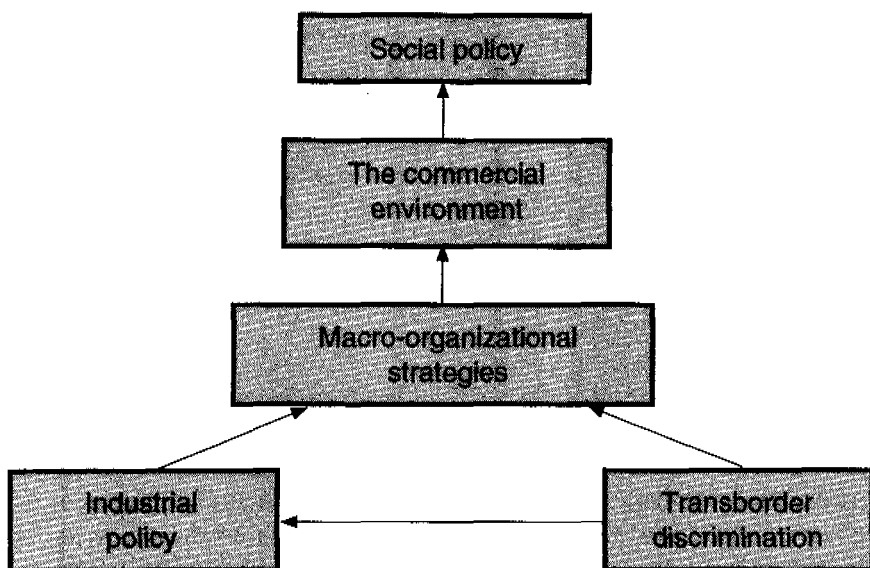 Social policy
The commercial
environment
Macro-organizational
strategies
Industrial
policy
Transborder
discrimination